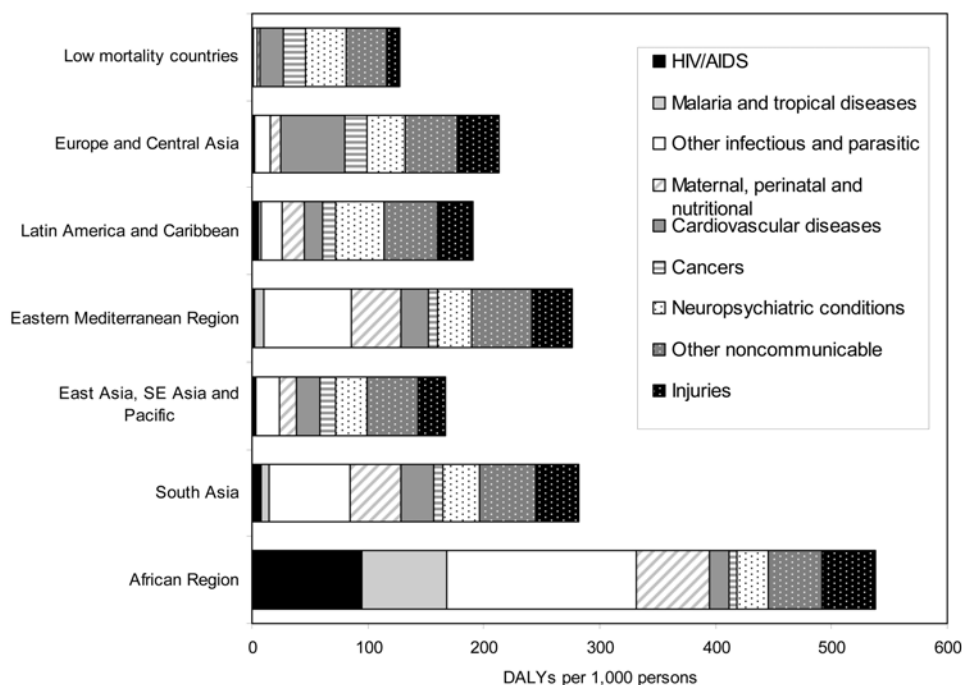 Low mortality countries
Europe and Central Asia
Latin America and Caribbean
Eastern Mediterranean Region
East Asia, SE Asia and
Pacific
South Asia
African Region
HIV/AIDS
Malaria and tropical diseases
Other infectious and parasitic
Maternal, perinatal and
nutritional
Cardiovascular diseases
Cancers
Neuropsychiatric conditions
Other noncommunicable
Injuries
0 100 200 300 400 500 600
DALYs per 1,000 persons